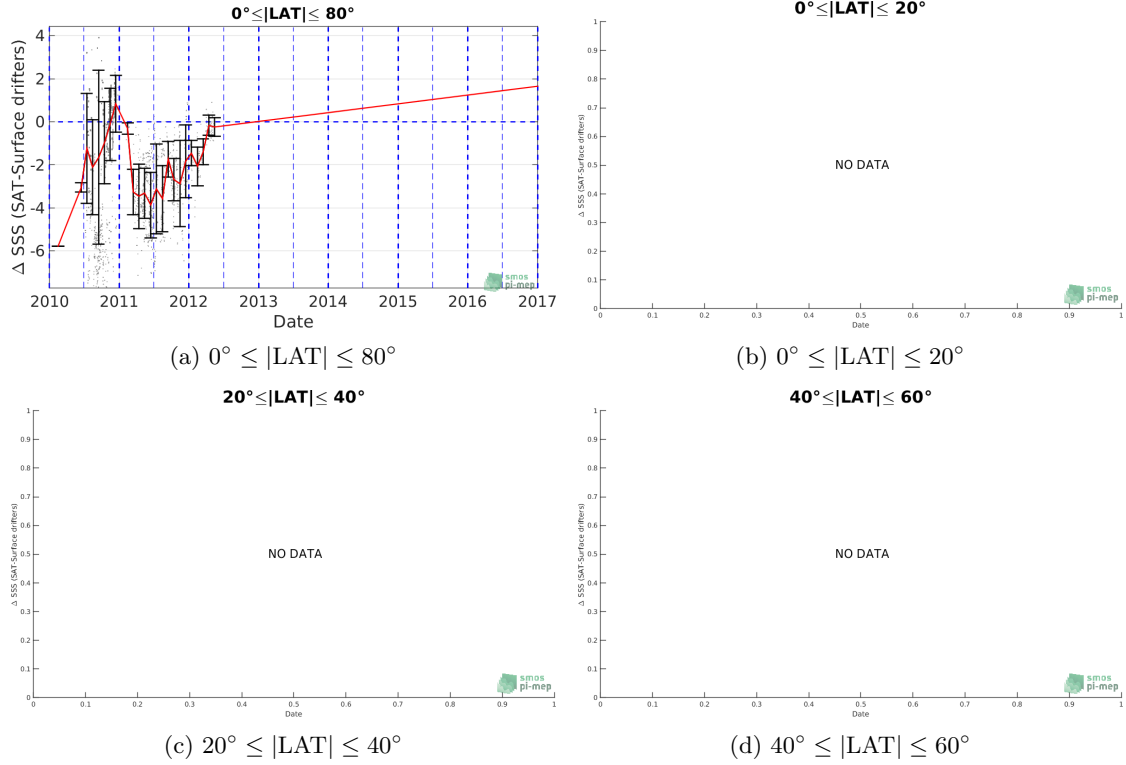 0°≤|LAT|≤ 80°
Δ SSS (SAT-Surface drifters)
4
2
0
-2
-4
-6
2010 2011 2012 2013 2014 2015 2016 2017
Date
smos
pi-mep
(a) 0° ≤ |LAT| ≤ 80°
0°≤|LAT|≤ 20°
Δ SSS (SAT-Surface drifters)
1
0.9
0.8
0.7
0.6
0.5
0.4
0.3
0.2
0.1
0
NO DATA
0 0.1 0.2 0.3 0.4 0.5 0.6 0.7 0.8 0.9 1
Date
smos
pi-mep
(b) 0° ≤ |LAT| ≤ 20°
20°≤|LAT|≤ 40°
Δ SSS (SAT-Surface drifters)
1
0.9
0.8
0.7
0.6
0.5
0.4
0.3
0.2
0.1
0
NO DATA
0 0.1 0.2 0.3 0.4 0.5 0.6 0.7 0.8 0.9 1
Date
smos
pi-mep
(c) 20° ≤ |LAT| ≤ 40°
40°≤|LAT|≤ 60°
Δ SSS (SAT-Surface drifters)
1
0.9
0.8
0.7
0.6
0.5
0.4
0.3
0.2
0.1
0
NO DATA
0 0.1 0.2 0.3 0.4 0.5 0.6 0.7 0.8 0.9 1
Date
smos
pi-mep
(d) 40° ≤ |LAT| ≤ 60°